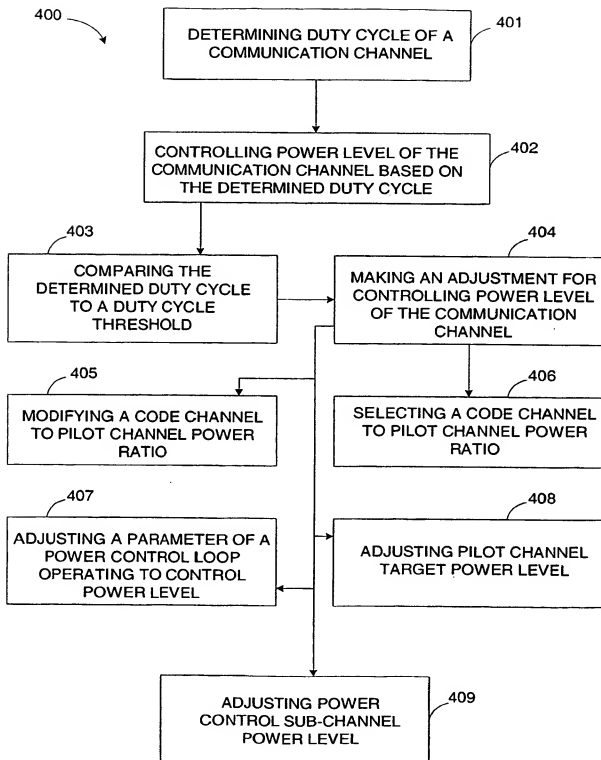 400
DETERMINING DUTY CYCLE OF A
COMMUNICATION CHANNEL
401
CONTROLLING POWER LEVEL OF THE
COMMUNICATION CHANNEL BASED ON
THE DETERMINED DUTY CYCLE
402
403
COMPARING THE
DETERMINED DUTY CYCLE
TO A DUTY CYCLE
THRESHOLD
404
MAKING AN ADJUSTMENT FOR
CONTROLLING POWER LEVEL
OF THE COMMUNICATION
CHANNEL
405
MODIFYING A CODE CHANNEL
TO PILOT CHANNEL POWER
RATIO
406
SELECTING A CODE CHANNEL
TO PILOT CHANNEL POWER
RATIO
407
ADJUSTING A PARAMETER OF A
POWER CONTROL LOOP
OPERATING TO CONTROL
POWER LEVEL
408
ADJUSTING PILOT CHANNEL
TARGET POWER LEVEL
ADJUSTING POWER
CONTROL SUB-CHANNEL
POWER LEVEL
409